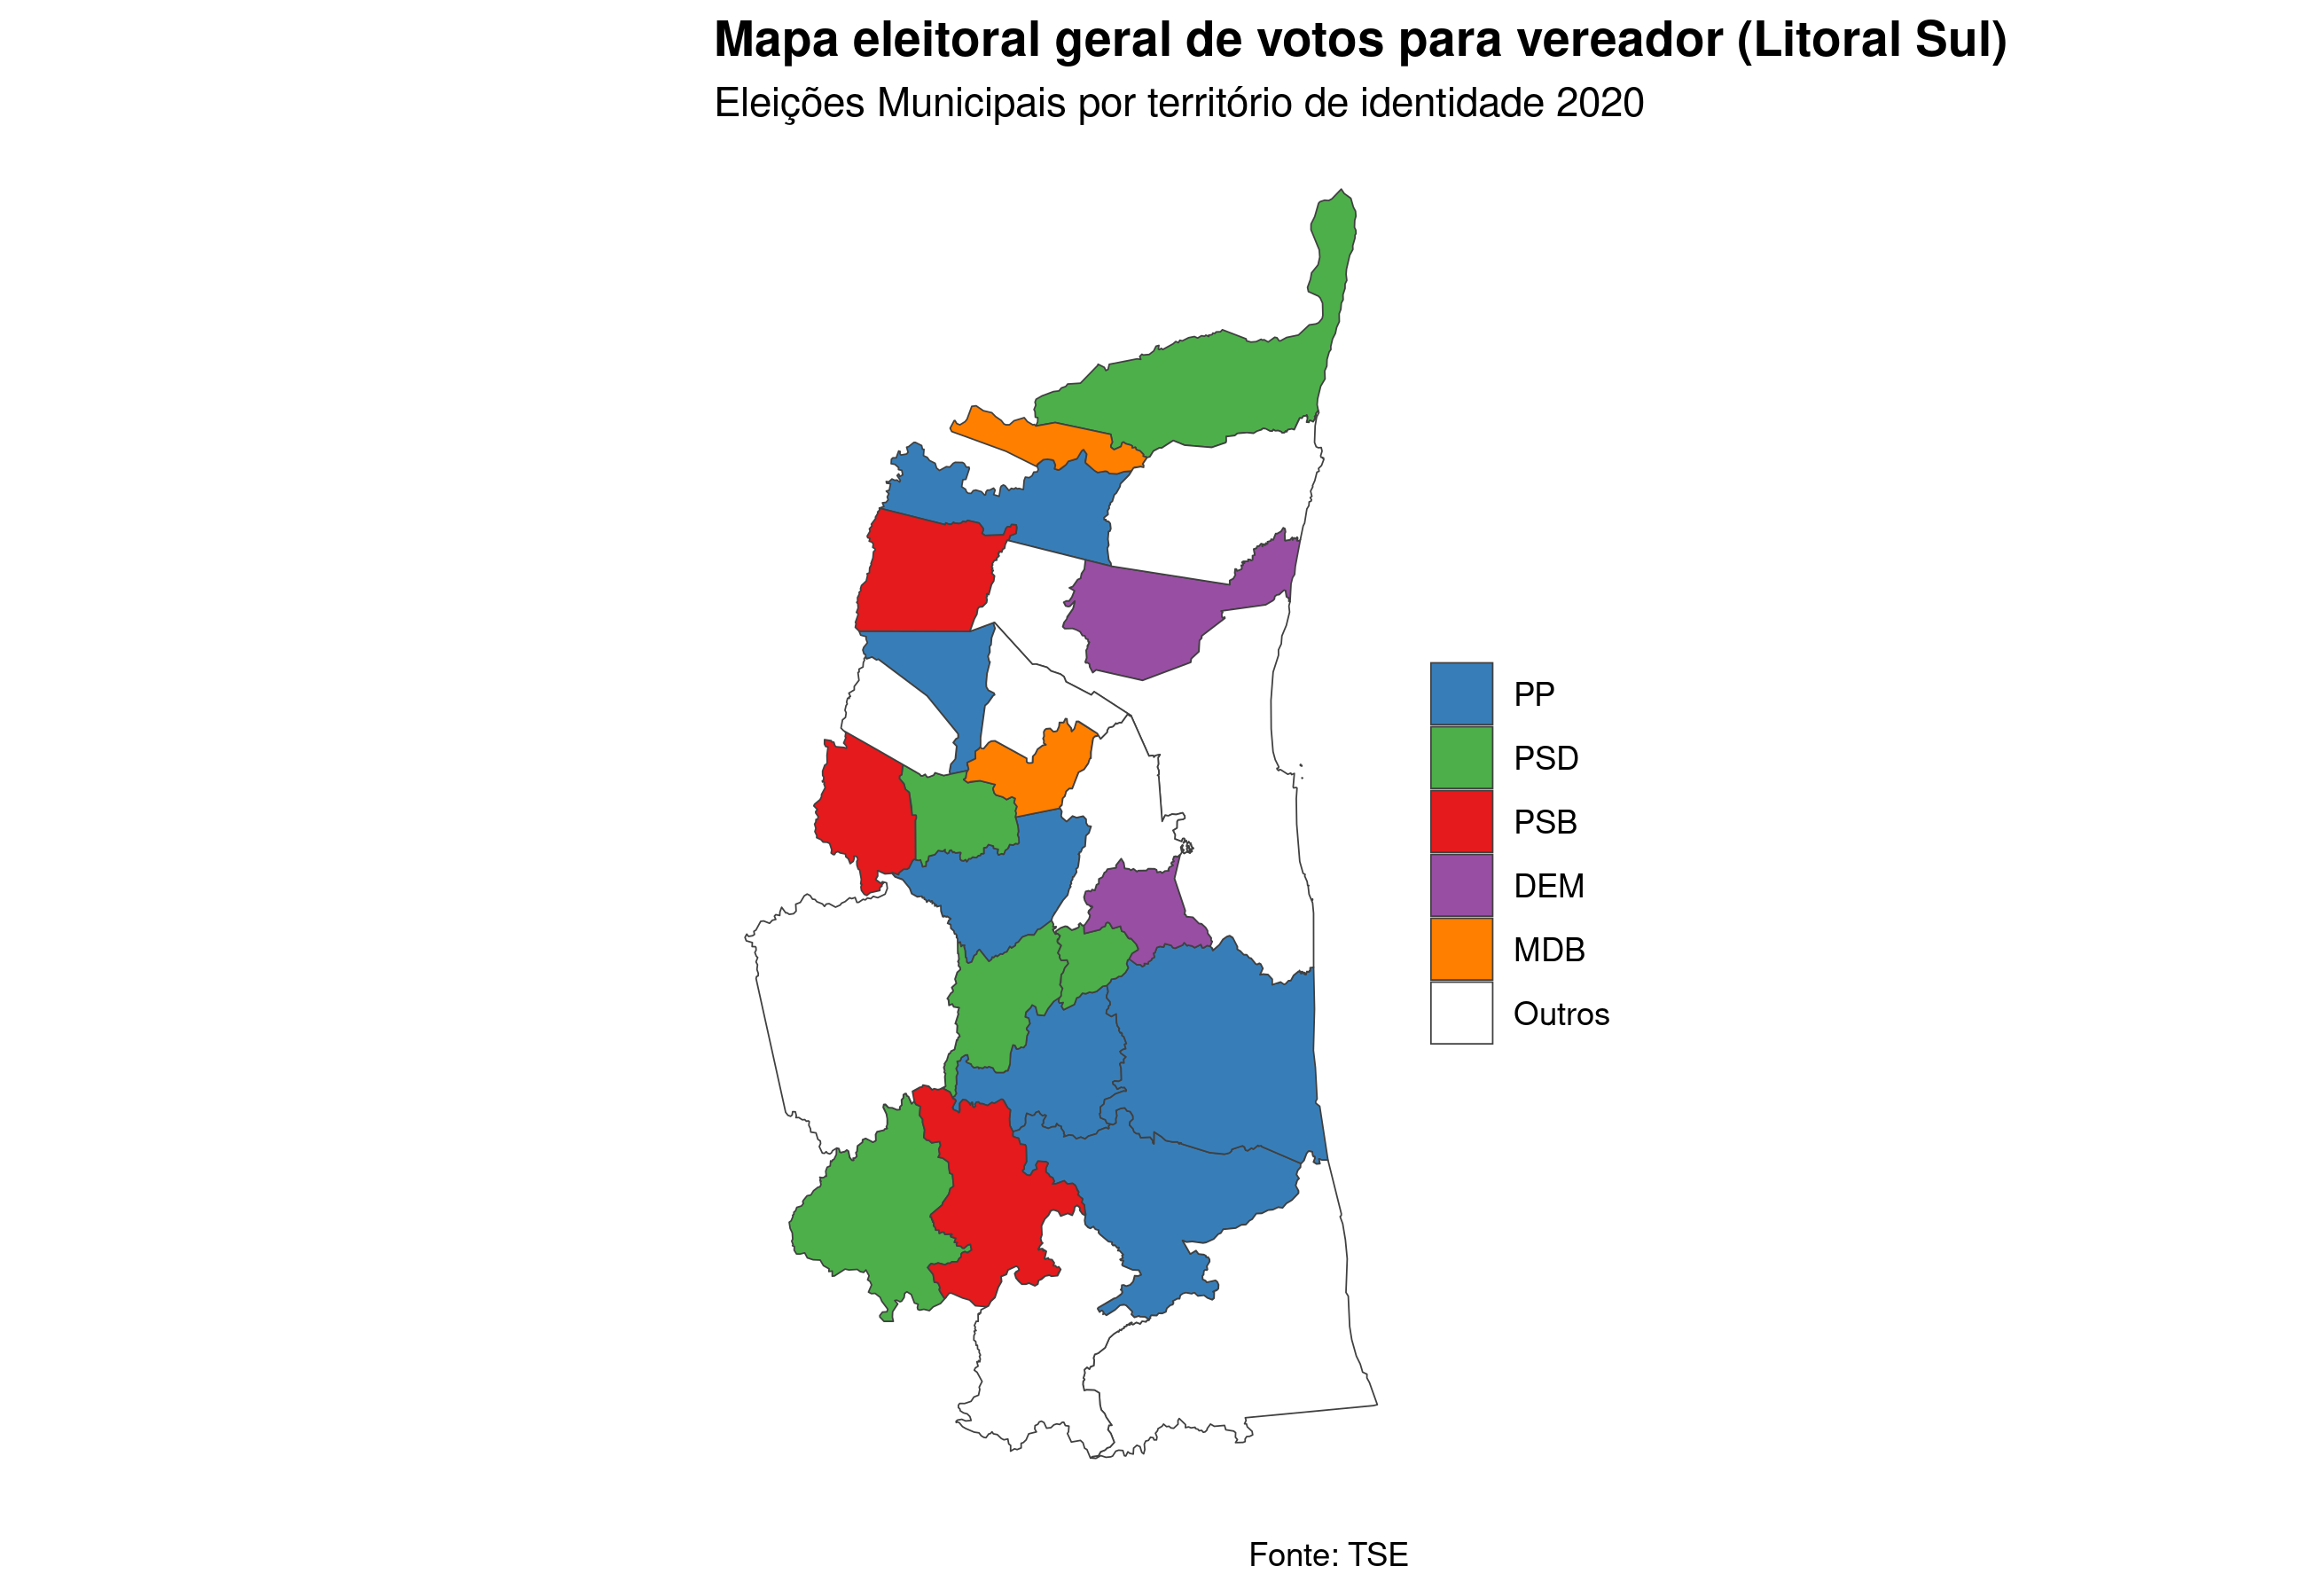 Mapa eleitoral geral de votos para vereador (Litoral Sul)
Eleições Municipais por território de identidade 2020
PP
PSD
PSB
DEM
MDB
Outros
Fonte: TSE